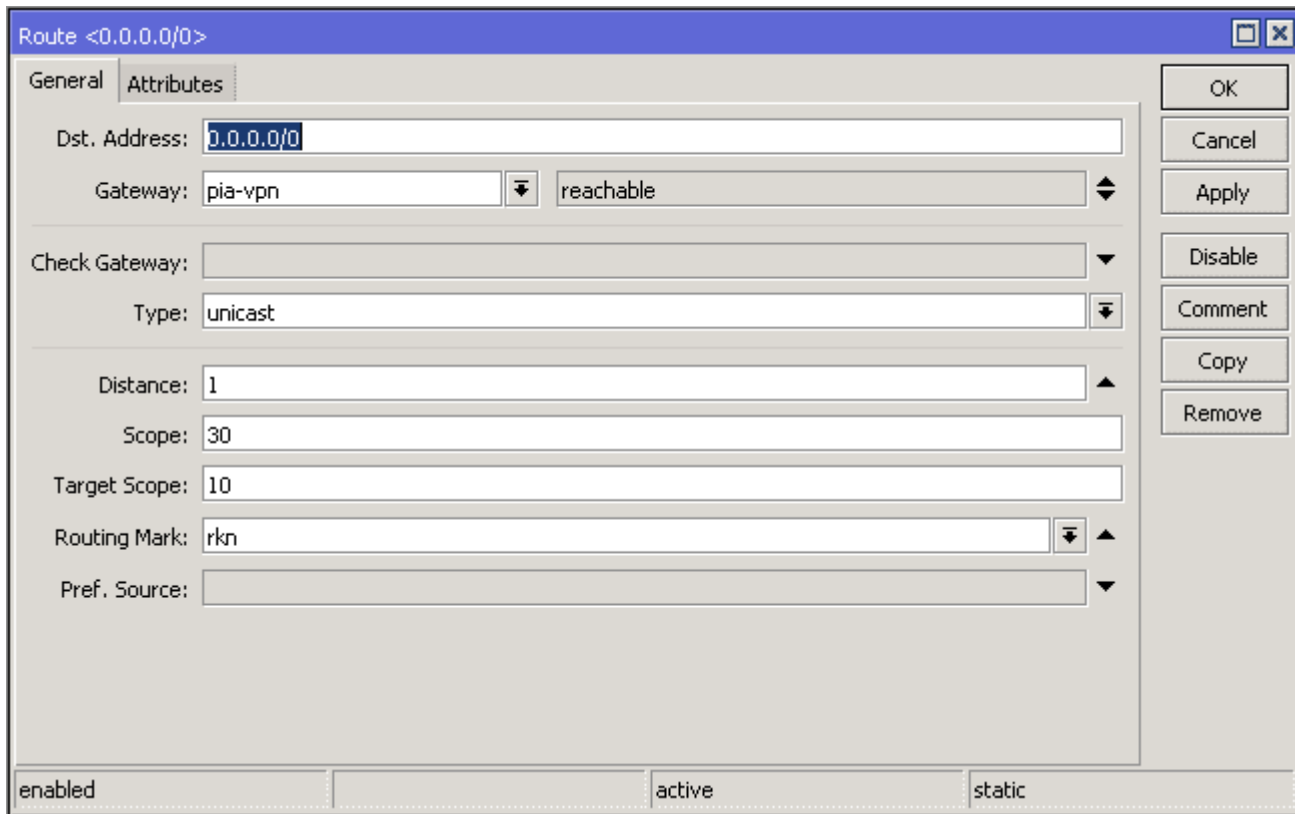 Route <0.0.0.0/0>
General Attributes
OK
Dst. Address: 0.0.0.0/0
Cancel
Gateway: pia-vpn reachable
Apply
Check Gateway:
Disable
Type: unicast
Comment
Copy
Distance: 1
Remove
Scope: 30
Target Scope: 10
Routing Mark: rkn
Pref. Source:
enabled active static